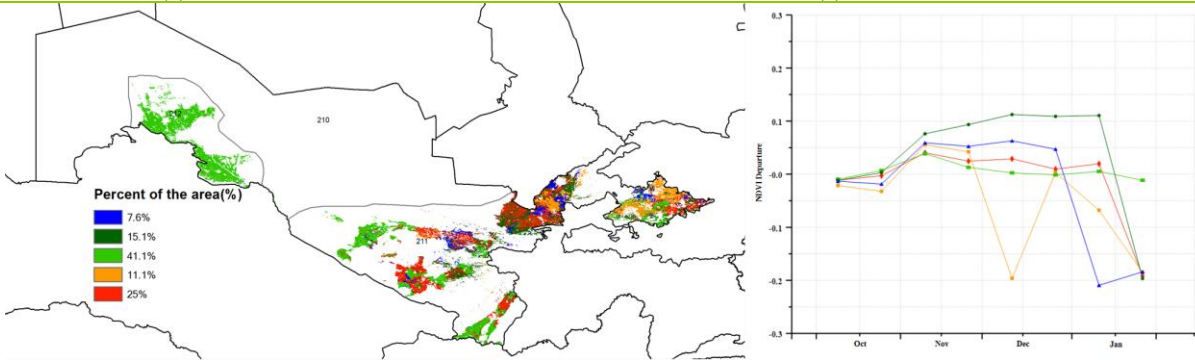 210
212
211
Percent of the area(%)
7.6%
15.1%
41.1%
11.1%
25%
NDVI Departure
0.3
0.2
0.1
-0.0
-0.1
-0.2
-0.3
Oct
Nov
Dec
Jan